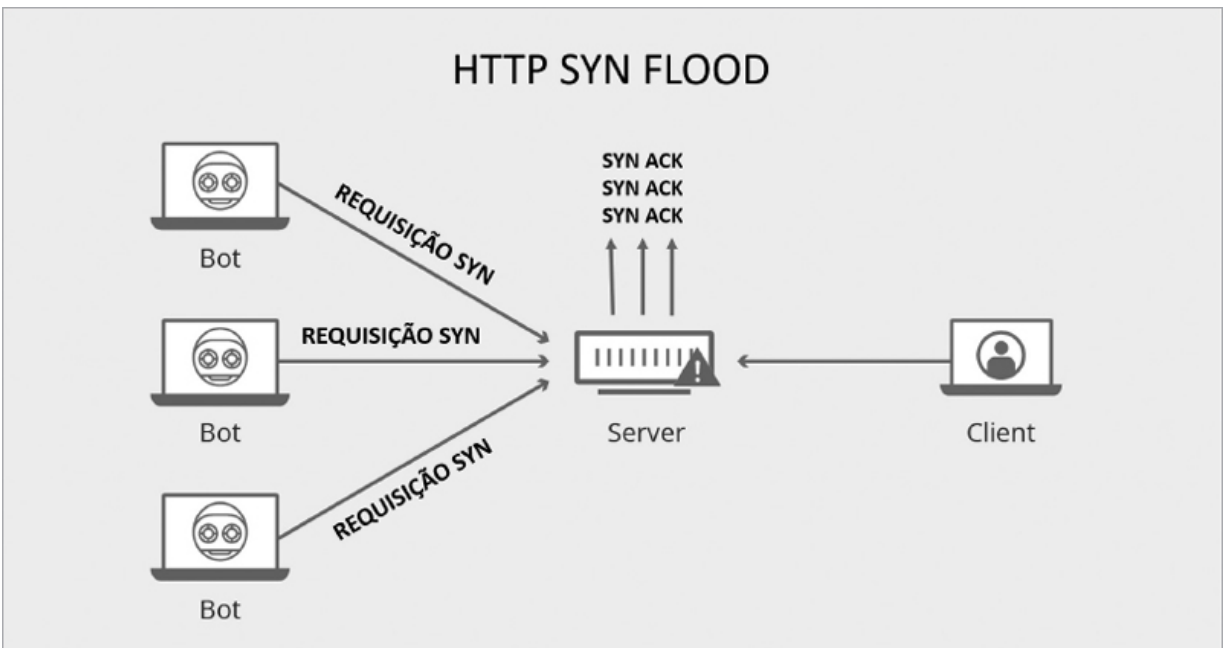 HTTP SYN FLOOD
SYN ACK
SYN ACK
SYN ACK
REQUISIÇÃO SYN
Bot
REQUISIÇÃO SYN
Bot
Server
Client
REQUISIÇÃO SYN
Bot